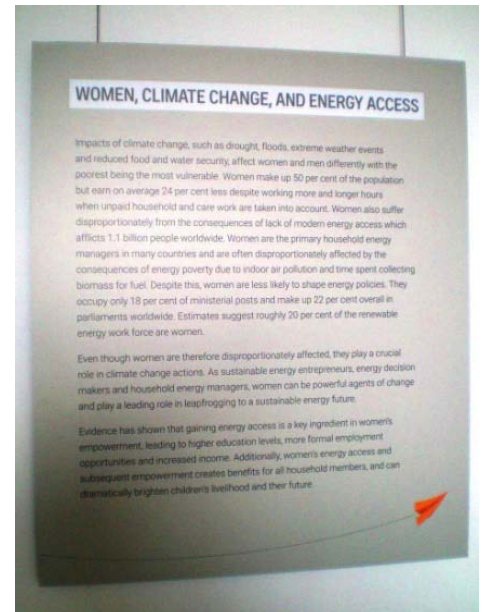 WOMEN, CLIMATE CHANGE, AND ENERGY ACCESS
Impacts of climate change, such as drought, floods, extreme weather events
and reduced food and water security, affect women and men differently with the
poorest being the most vulnerable. Women make up 50 per cent of the population
but earn on average 24 per cent less despite working more and longer hours
when unpaid household and care work are taken into account. Women also suffer
disproportionately from the consequences of lack of modern energy access which
afflicts 1.1 billion people worldwide. Women are the primary household energy
managers in many countries and are often disproportionately affected by the
consequences of energy poverty due to indoor air pollution and time spent collecting
biomass for fuel. Despite this, women are less likely to shape energy policies. They
occupy only 18 per cent of ministerial posts and make up 22 per cent overall in
parliaments worldwide. Estimates suggest roughly 20 per cent of the renewable
energy work force are women.
Even though women are therefore disproportionately affected, they play a crucial
role in climate change actions. As sustainable energy entrepreneurs, energy decision
makers and household energy managers, women can be powerful agents of change
and play a leading role in leapfrogging to a sustainable energy future.
Evidence has shown that gaining energy access is a key ingredient in women's
empowerment, leading to higher education levels, more formal employment
opportunities and increased income. Additionally, women's energy access and
subsequent empowerment creates benefits for all household members, and can
dramatically brighten children's livelihood and their future.